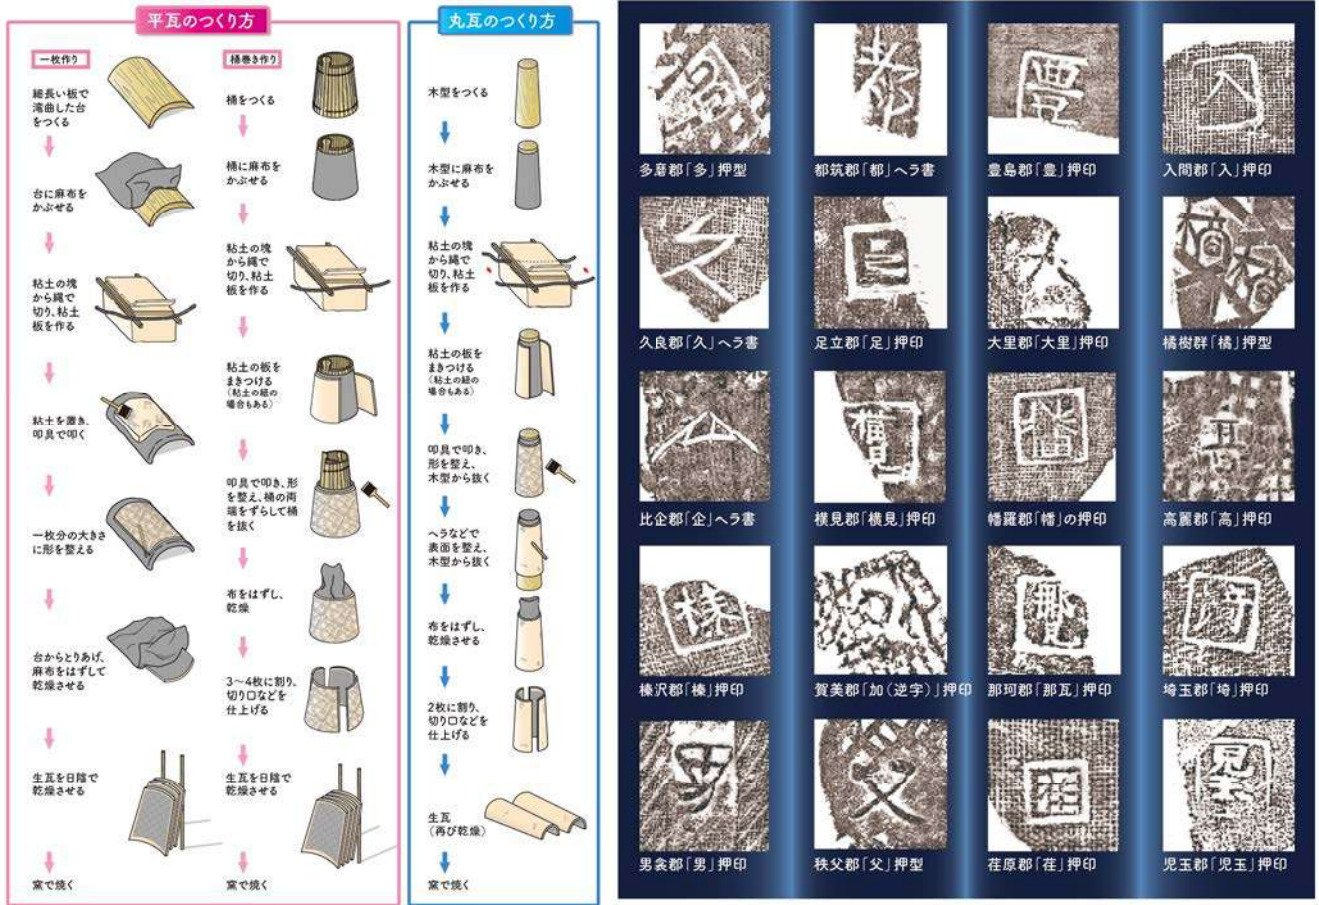 平瓦のつくり方
一枚作り
細長い板で
湾曲した台
をつくる
台に麻布を
かぶせる
粘土の塊
から縄で
切り、粘土
板を作る
粘土を置き、
叩具で叩く
一枚分の大きさ
に形を整える
台からとりあげ、
麻布をはずして
乾燥させる
生瓦を日陰で
乾燥させる
窯で焼く
桶巻き作り
桶をつくる
桶に麻布を
かぶせる
粘土の塊
から縄で
切り、粘土
板を作る
粘土の板を
まきつける
(粘土の紐の
場合もある)
叩具で叩き、形
を整え、桶の両
端をずらして桶
を抜く
布をはずし、
乾燥
3〜4枚に割り、
切り口などを
仕上げる
生瓦を日陰で
乾燥させる
窯で焼く
丸瓦のつくり方
木型をつくる
木型に麻布を
かぶせる
粘土の塊
から縄で
切り、粘土
板を作る
粘土の板を
まきつける
(粘土の紐の
場合もある)
叩具で叩き、
形を整え、
木型から抜く
ヘラなどで
表面を整え、
木型から抜く
布をはずし、
乾燥させる
2枚に割り、
切り口などを
仕上げる
生瓦
(再び乾燥)
窯で焼く
多磨郡「多」押型
都筑郡「都」ヘラ書
豊島郡「豊」押印
入間郡「入」押印
久良郡「久」ヘラ書
足立郡「足」押印
大里郡「大里」押印
橘樹群「橘」押型
比企郡「企」ヘラ書
横見郡「横見」押印
幡羅郡「幡」の押印
高麗郡「高」押印
榛沢郡「榛」押印
賀美郡「加(逆字)」押印
那珂郡「那瓦」押印
埼玉郡「埼」押印
男衾郡「男」押印
秩父郡「父」押型
荏原郡「荏」押印
児玉郡「児玉」押印